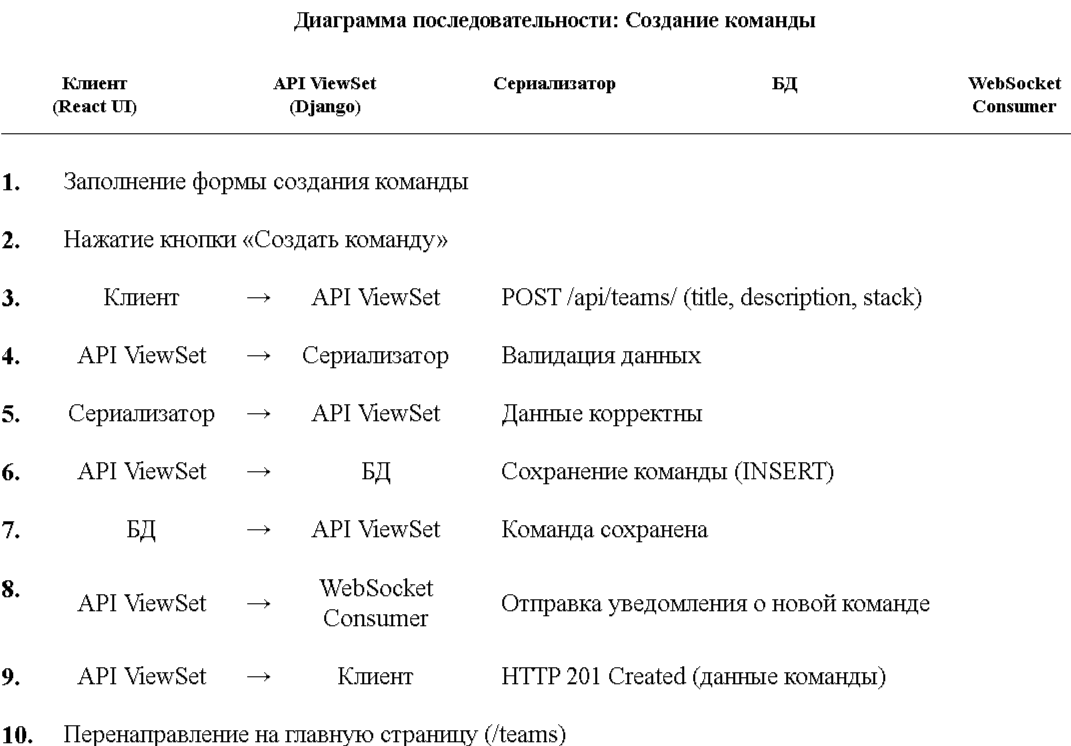 Диаграмма последовательности: Создание команды
Клиент API ViewSet Сериализатор БД WebSocket
(React UI) (Django) Consumer
1. Заполнение формы создания команды
2. Нажатие кнопки «Создать команду»
3. Клиент → API ViewSet POST /api/teams/ (title, description, stack)
4. API ViewSet → Сериализатор Валидация данных
5. Сериализатор → API ViewSet Данные корректны
6. API ViewSet → БД Сохранение команды (INSERT)
7. БД → API ViewSet Команда сохранена
8. API ViewSet → WebSocket Consumer Отправка уведомления о новой команде
9. API ViewSet → Клиент HTTP 201 Created (данные команды)
10. Перенаправление на главную страницу (/teams)